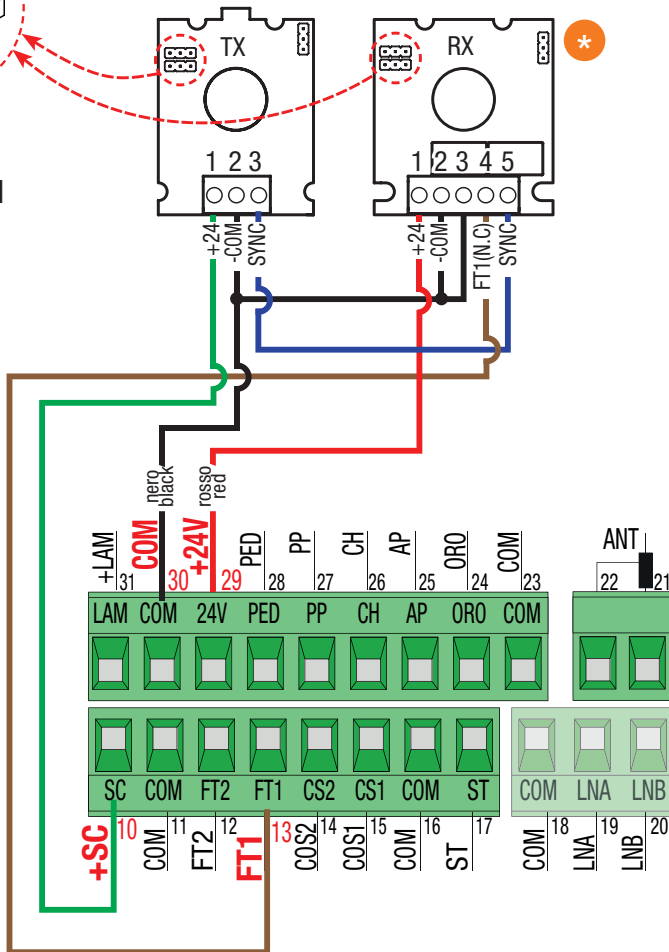 TX
RX
*
1 2 3
1 2 3 4 5
+24
-COM
SYNC
+24
-COM
FT1(N.C)
SYNC
nero
black
rosso
red
+LAM
COM
+24V
PED
PP
CH
AP
ORO
COM
ANT
31 30 29 28 27 26 25 24 23 22 21
LAM COM 24V PED PP CH AP ORO COM
SC COM FT2 FT1 CS2 CS1 COM ST COM LNA LNB
10 11 12 13 14 15 16 17 18 19 20
+SC
COM
FT2
FT1
COS2
COS1
COM
ST
COM
LNA
LNB